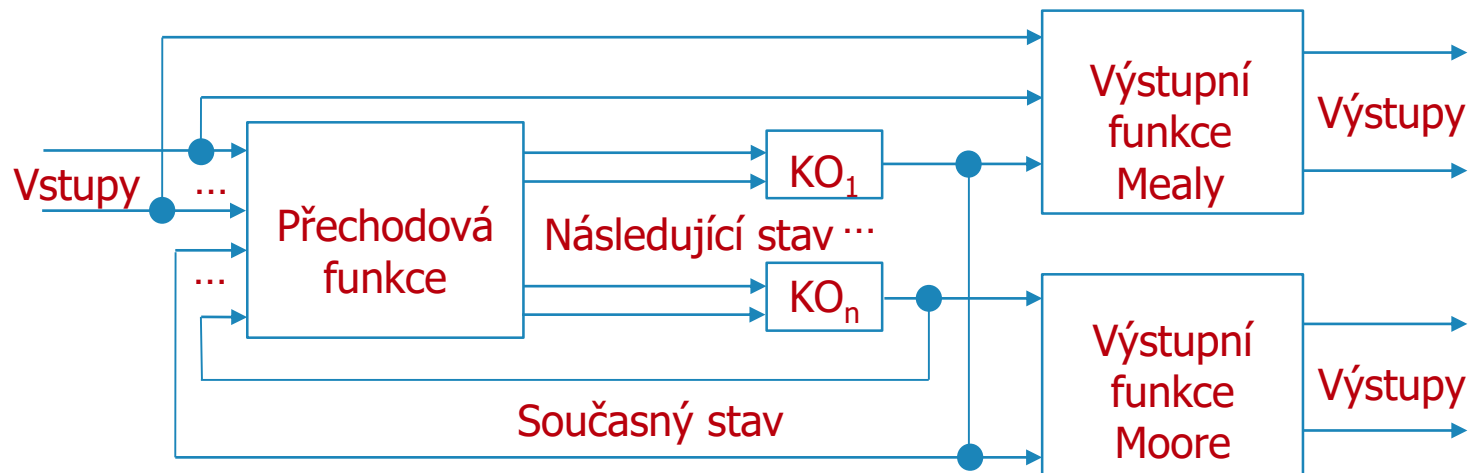 Vstupy
...
...
Přechodová
funkce
Následující stav ...
KO1
KOn
Současný stav
Výstupní
funkce
Mealy
Výstupy
Výstupní
funkce
Moore
Výstupy